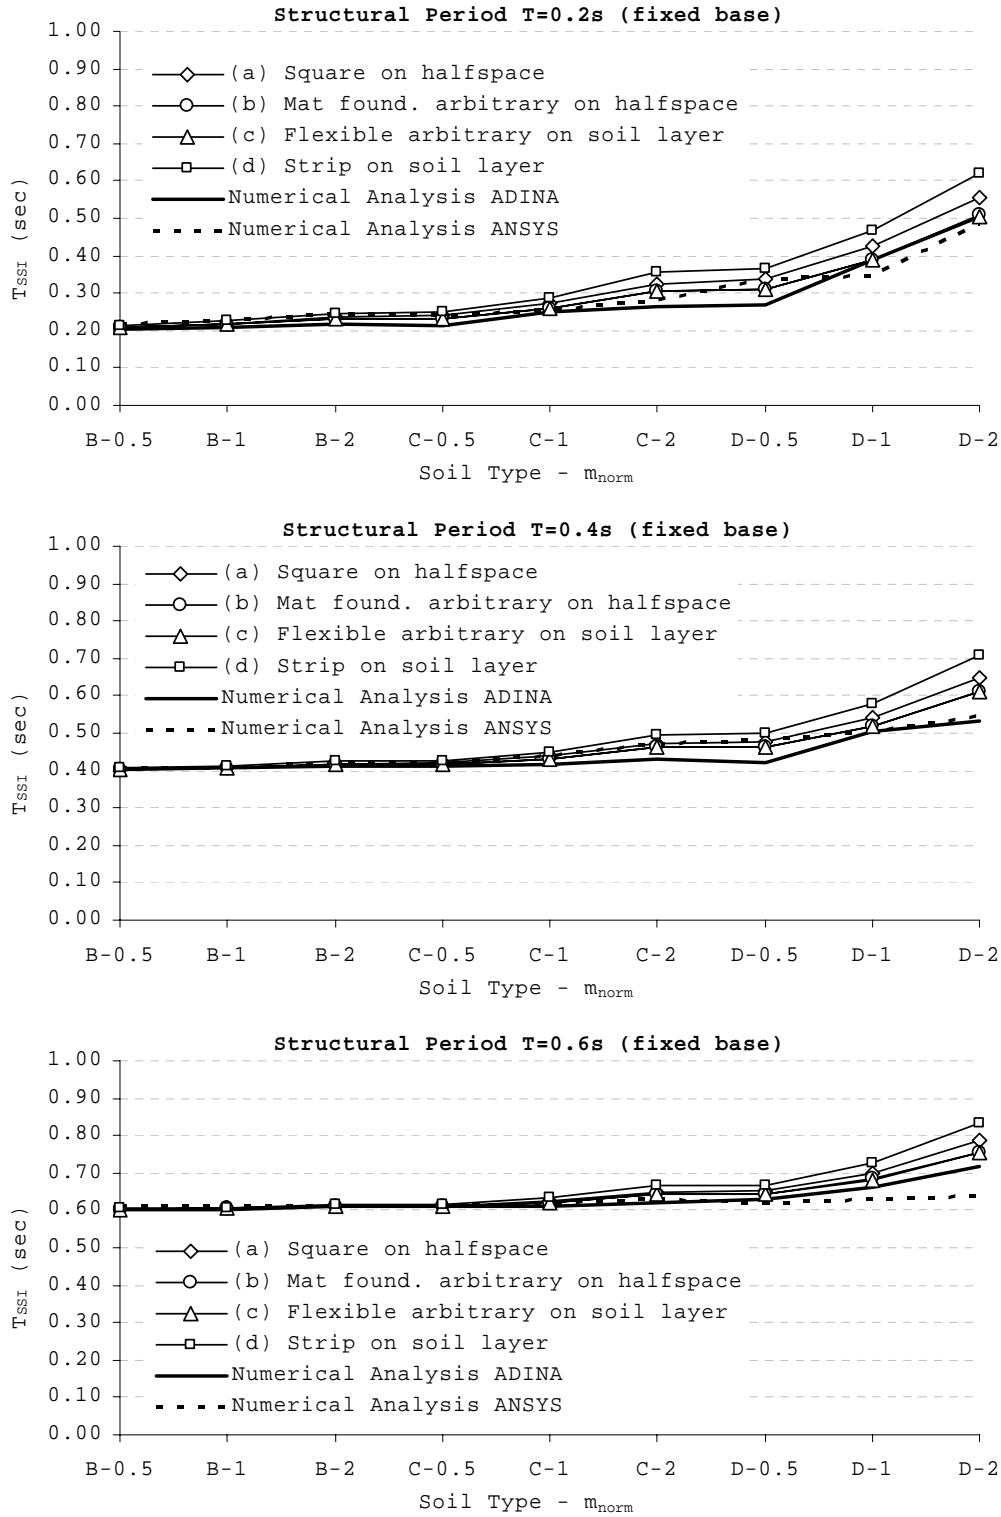 Structural Period T=0.2s (fixed base)
1.00
0.90
0.80
0.70
0.60
0.50
0.40
0.30
0.20
0.10
0.00
T_SSI (sec)
(a) Square on halfspace
(b) Mat found. arbitrary on halfspace
(c) Flexible arbitrary on soil layer
(d) Strip on soil layer
Numerical Analysis ADINA
Numerical Analysis ANSYS
B-0.5 B-1 B-2 C-0.5 C-1 C-2 D-0.5 D-1 D-2
Soil Type - m_norm
Structural Period T=0.4s (fixed base)
1.00
0.90
0.80
0.70
0.60
0.50
0.40
0.30
0.20
0.10
0.00
T_SSI (sec)
(a) Square on halfspace
(b) Mat found. arbitrary on halfspace
(c) Flexible arbitrary on soil layer
(d) Strip on soil layer
Numerical Analysis ADINA
Numerical Analysis ANSYS
B-0.5 B-1 B-2 C-0.5 C-1 C-2 D-0.5 D-1 D-2
Soil Type - m_norm
Structural Period T=0.6s (fixed base)
1.00
0.90
0.80
0.70
0.60
0.50
0.40
0.30
0.20
0.10
0.00
T_SSI (sec)
(a) Square on halfspace
(b) Mat found. arbitrary on halfspace
(c) Flexible arbitrary on soil layer
(d) Strip on soil layer
Numerical Analysis ADINA
Numerical Analysis ANSYS
B-0.5 B-1 B-2 C-0.5 C-1 C-2 D-0.5 D-1 D-2
Soil Type - m_norm